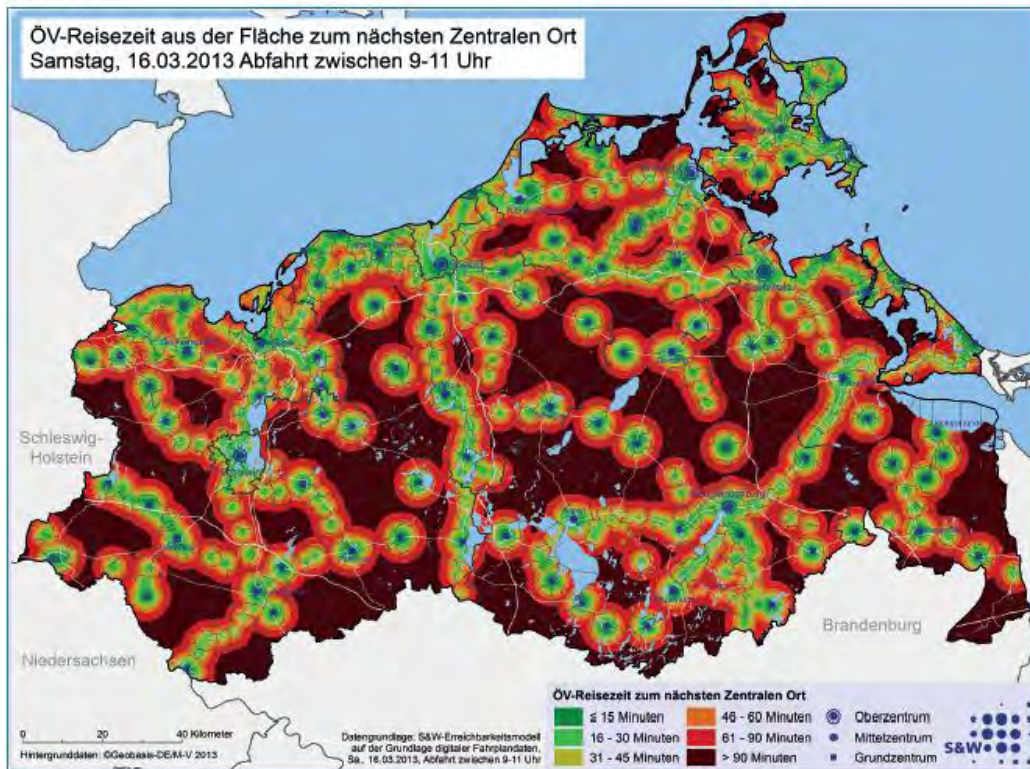 ÖV-Reisezeit aus der Fläche zum nächsten Zentralen Ort
Samstag, 16.03.2013 Abfahrt zwischen 9-11 Uhr
Schleswig-
Holstein
Niedersachsen
Brandenburg
0 20 40 Kilometer
Hintergrunddaten: ©Geobasis-DE/M-V 2013
Datengrundlage: S&W-Erreichbarkeitsmodell
auf der Grundlage digitaler Fahrplandaten,
Sa., 16.03.2013, Abfahrt zwischen 9-11 Uhr
ÖV-Reisezeit zum nächsten Zentralen Ort
≦ 15 Minuten
16 - 30 Minuten
31 - 45 Minuten
46 - 60 Minuten
61 - 90 Minuten
> 90 Minuten
Oberzentrum
Mittelzentrum
Grundzentrum
S&W